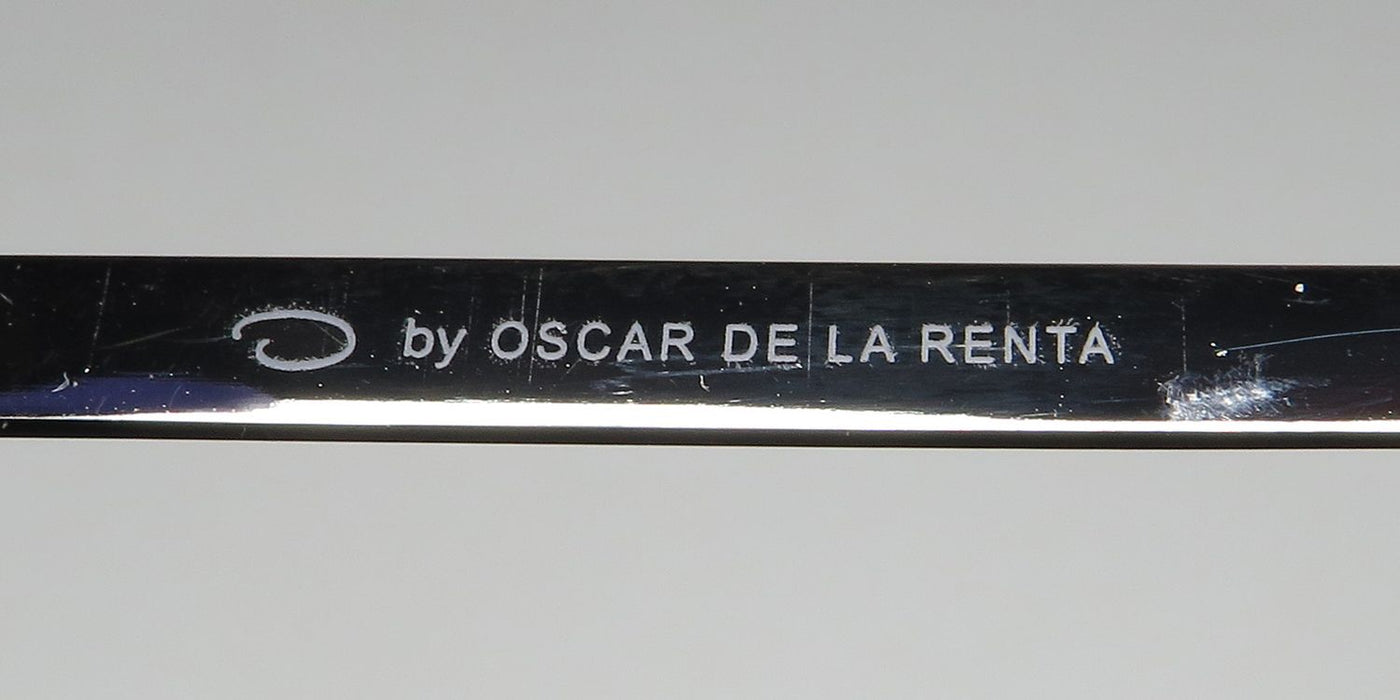 O by OSCAR DE LA RENTA